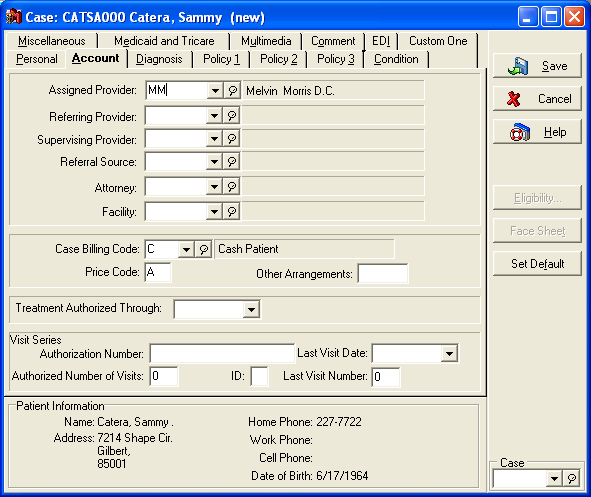 Case: CATSA000 Catera, Sammy (new)
Miscellaneous Medicaid and Tricare Multimedia Comment EDI Custom One
Personal Account Diagnosis Policy 1 Policy 2 Policy 3 Condition
Assigned Provider: MM Melvin Morris D.C.
Referring Provider:
Supervising Provider:
Referral Source:
Attorney:
Facility:
Case Billing Code: C Cash Patient
Price Code: A Other Arrangements:
Treatment Authorized Through:
Visit Series
Authorization Number: Last Visit Date:
Authorized Number of Visits: 0 ID: Last Visit Number: 0
Patient Information
Name: Catera, Sammy . Home Phone: 227-7722
Address: 7214 Shape Cir. Work Phone:
Gilbert,
85001 Cell Phone:
Date of Birth: 6/17/1964
Save
Cancel
Help
Eligibility...
Face Sheet
Set Default
Case